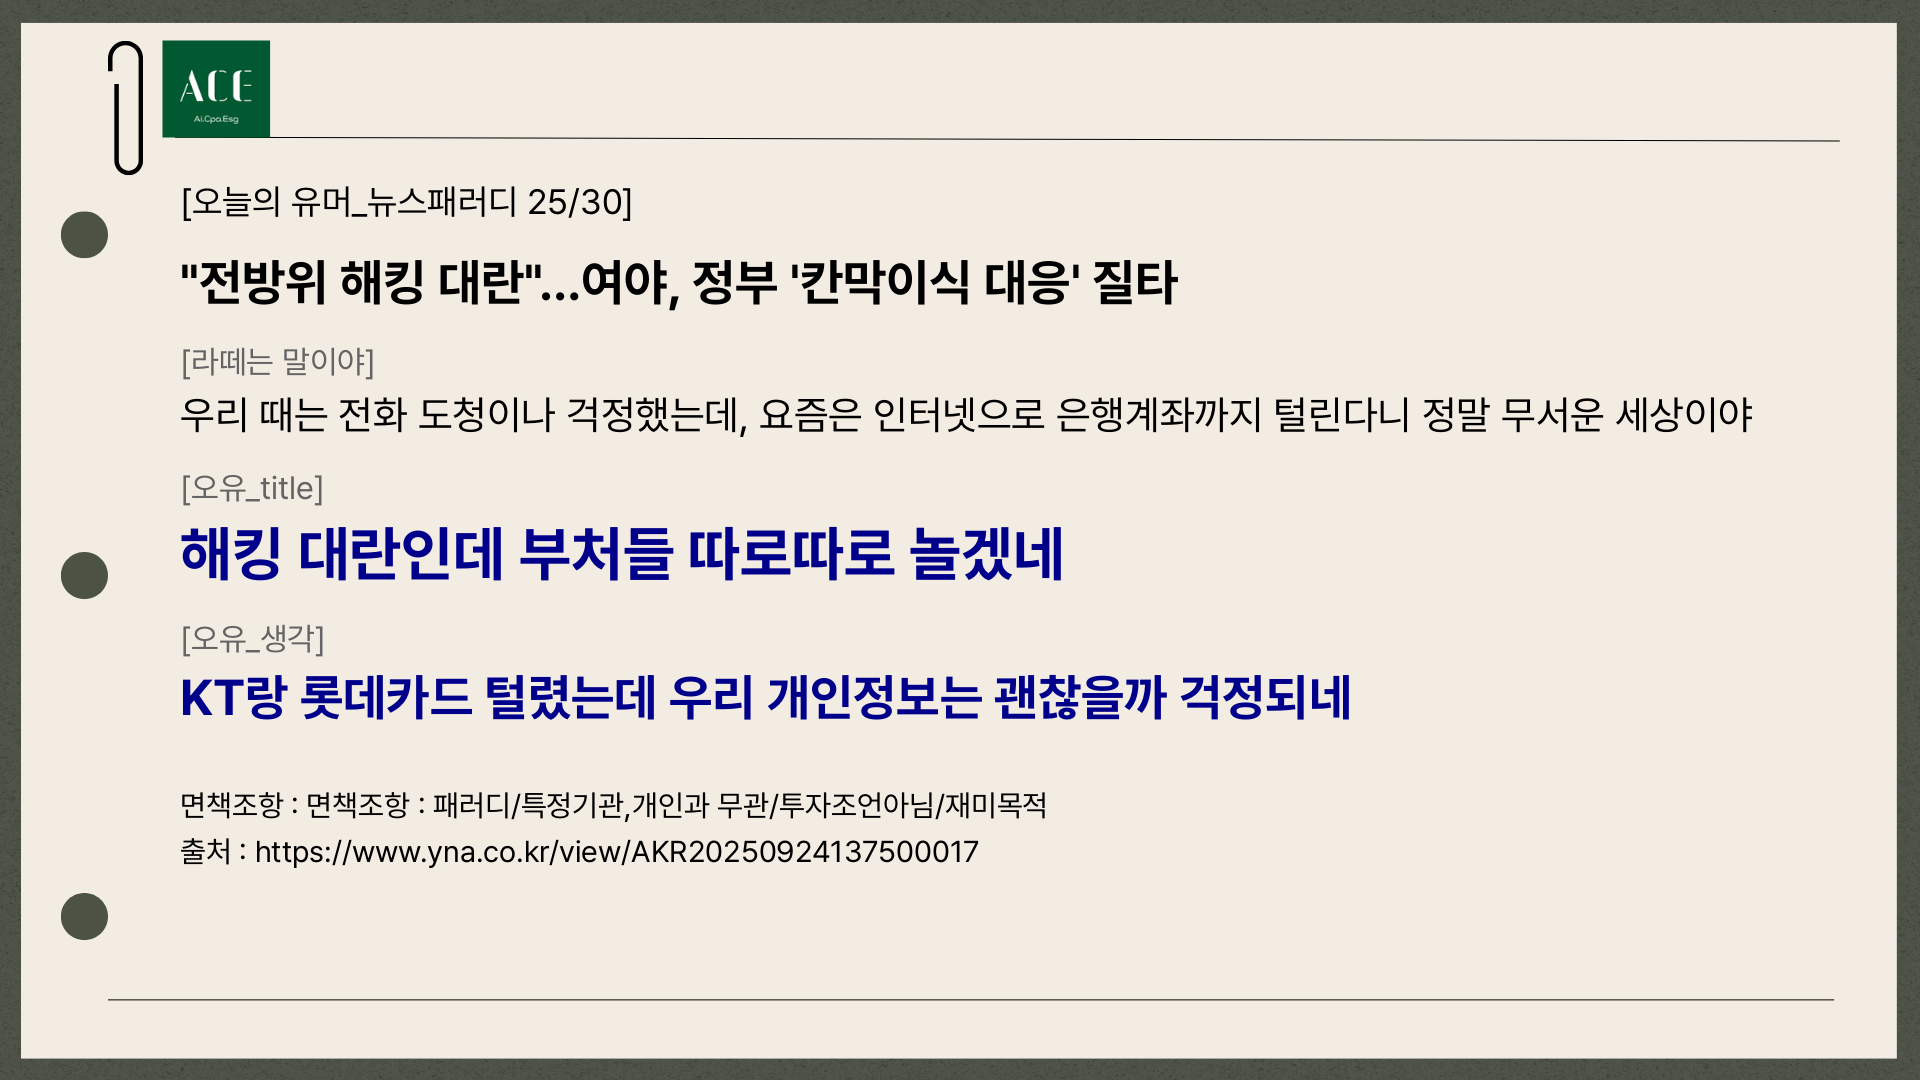 ACE
Ai.Cpa.Esg
[오늘의 유머_뉴스패러디 25/30]
"전방위 해킹 대란"...여야, 정부 '칸막이식 대응' 질타
[라떼는 말이야]
우리 때는 전화 도청이나 걱정했는데, 요즘은 인터넷으로 은행계좌까지 털린다니 정말 무서운 세상이야
[오유_title]
해킹 대란인데 부처들 따로따로 놀겠네
[오유_생각]
KT랑 롯데카드 털렸는데 우리 개인정보는 괜찮을까 걱정되네
면책조항 : 면책조항 : 패러디/특정기관,개인과 무관/투자조언아님/재미목적
출처 : https://www.yna.co.kr/view/AKR20250924137500017